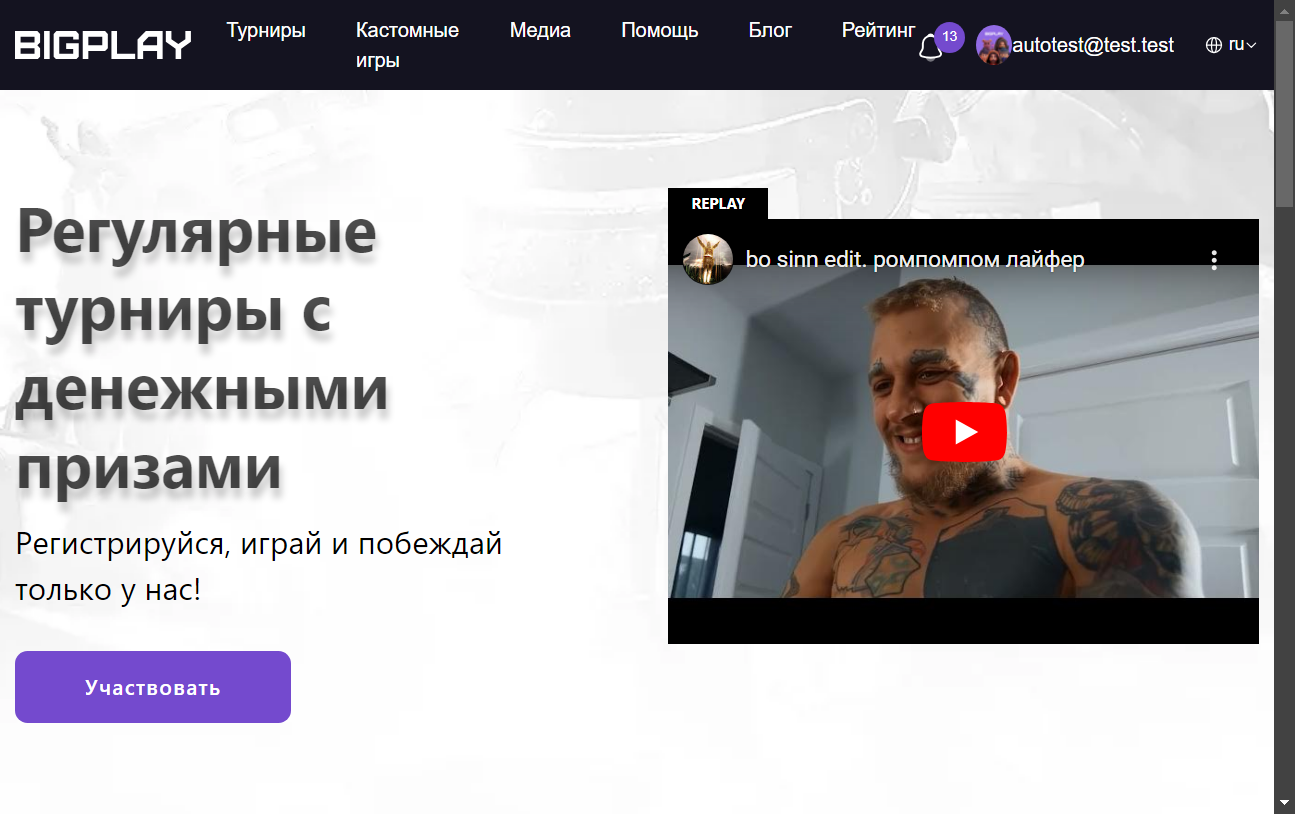 BIGPLAY
Турниры
Кастомные
игры
Медиа
Помощь
Блог
Рейтинг
13
autotest@test.test
ru
Регулярные
турниры с
денежными
призами
Регистрируйся, играй и побеждай
только у нас!
Участвовать
REPLAY
bo sinn edit. ромпомпом лайфер